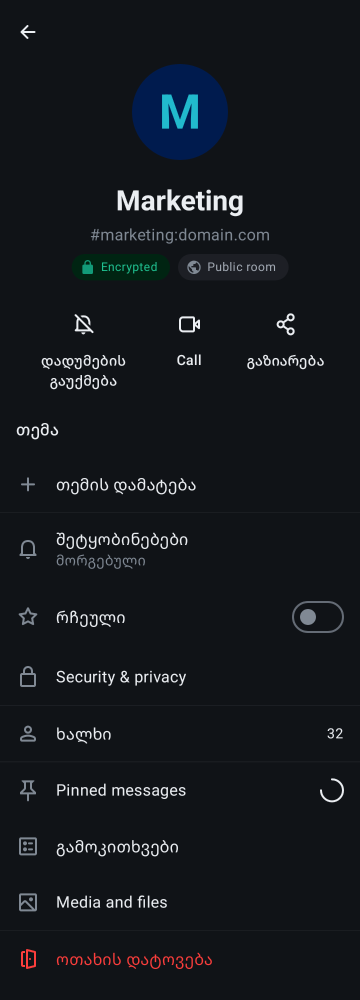 M
Marketing
#marketing:domain.com
Encrypted
Public room
დადუმების
გაუქმება
Call
გაზიარება
თემა
თემის დამატება
შეტყობინებები
მორგებული
რჩეული
Security & privacy
ხალხი
32
Pinned messages
გამოკითხვები
Media and files
ოთახის დატოვება